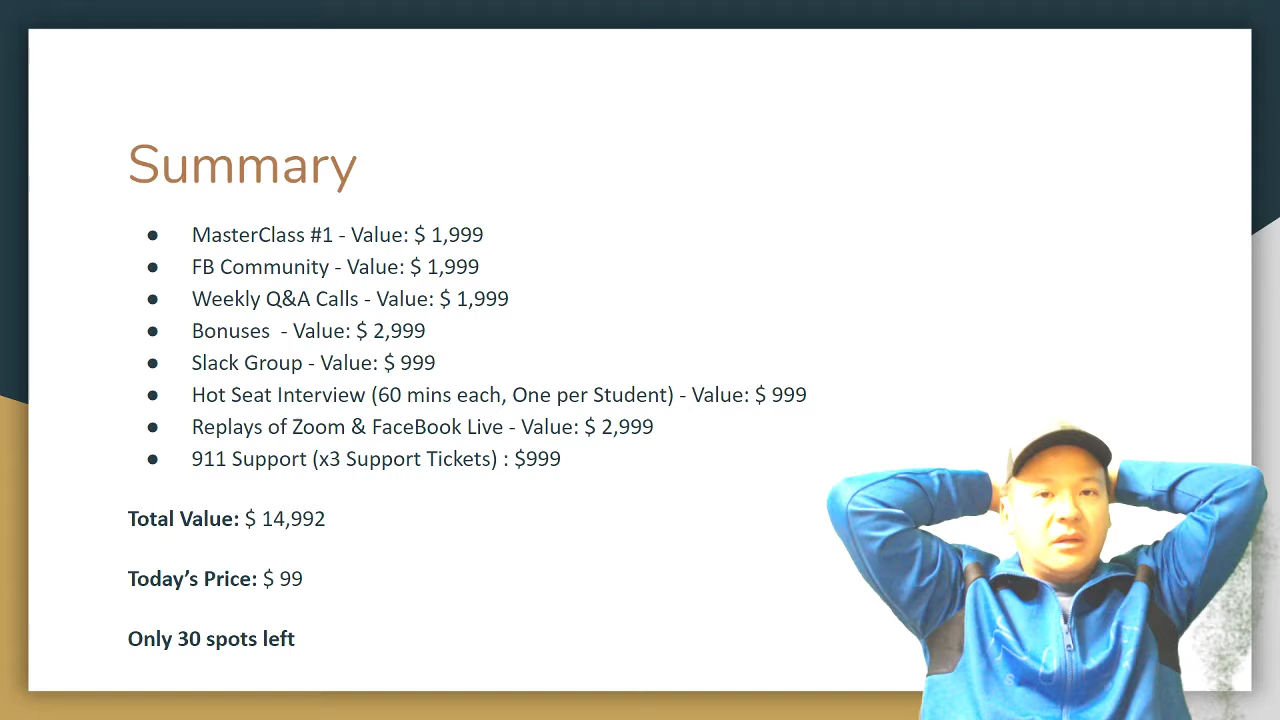 Summary
● MasterClass #1 - Value: $ 1,999
● FB Community - Value: $ 1,999
● Weekly Q&A Calls - Value: $ 1,999
● Bonuses  - Value: $ 2,999
● Slack Group - Value: $ 999
● Hot Seat Interview (60 mins each, One per Student) - Value: $ 999
● Replays of Zoom & FaceBook Live - Value: $ 2,999
● 911 Support (x3 Support Tickets) : $999
Total Value: $ 14,992
Today’s Price: $ 99
Only 30 spots left